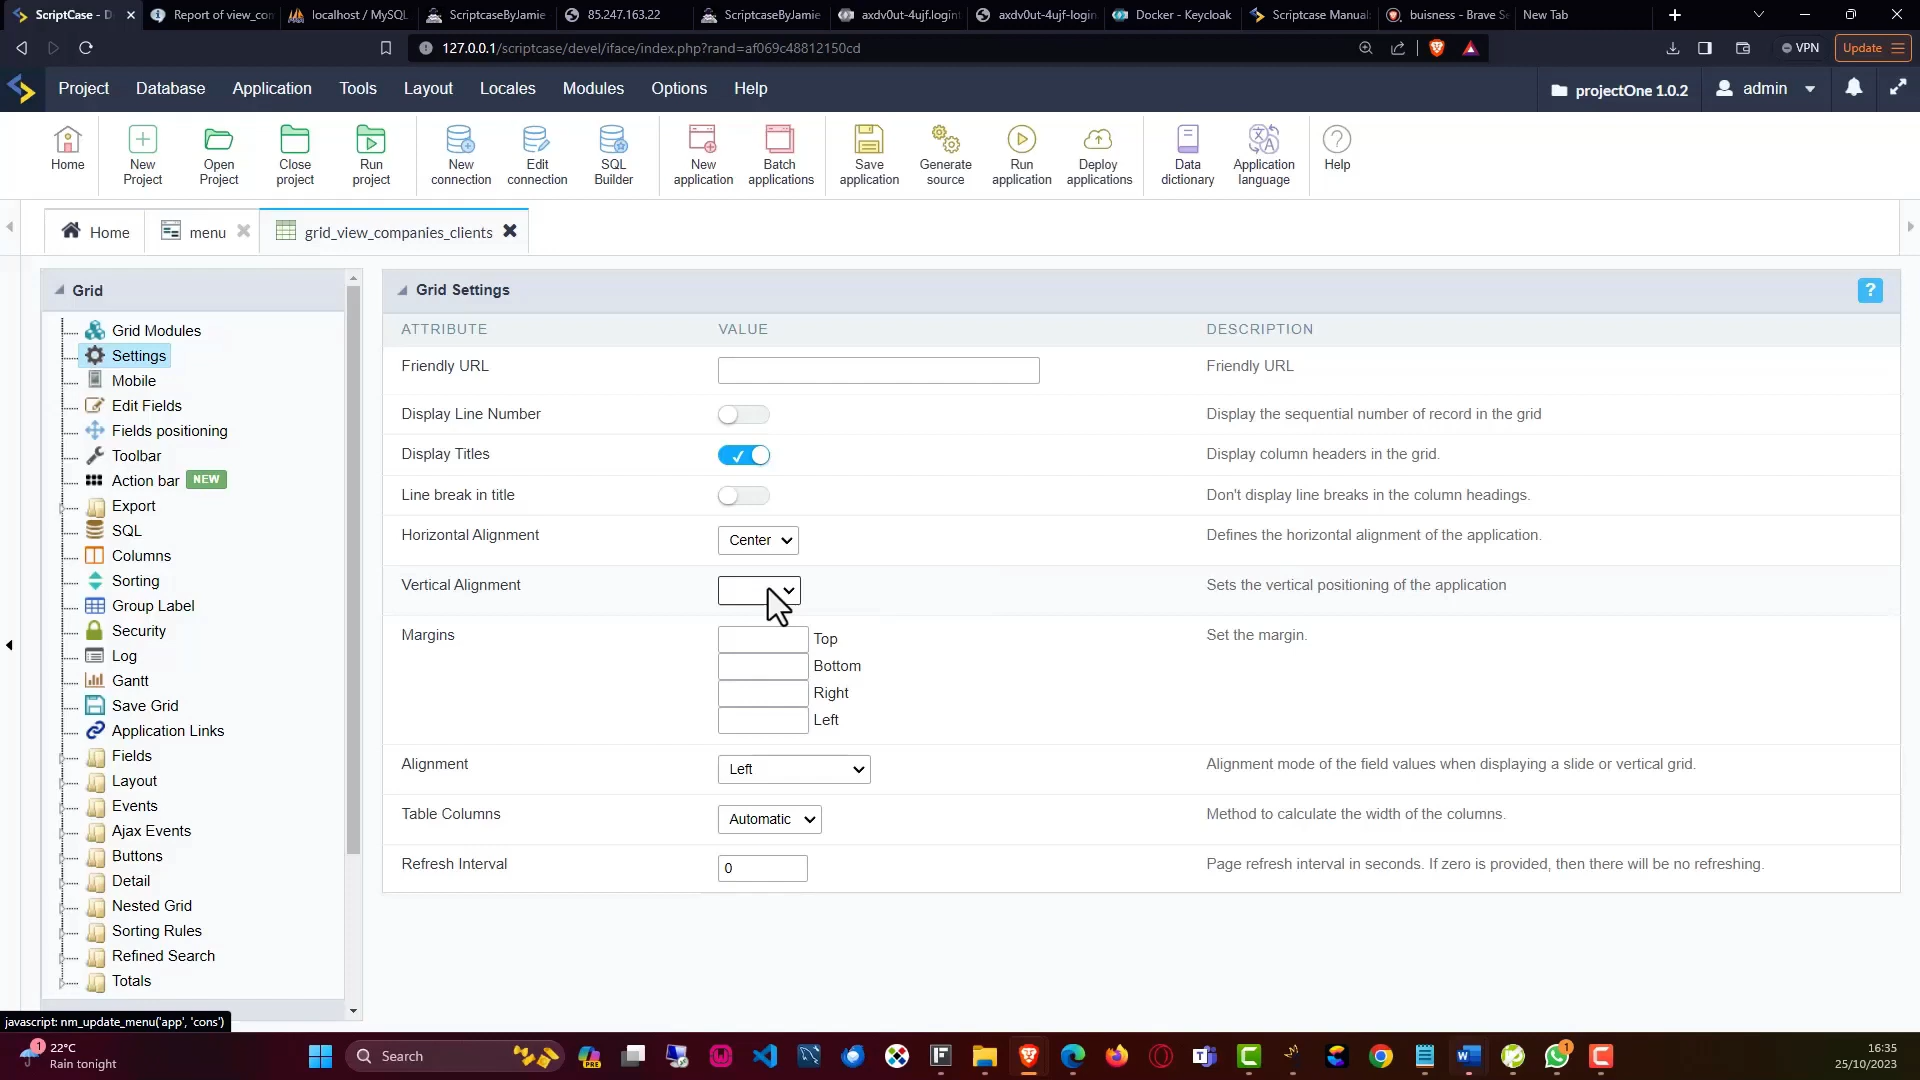 ScriptCase - D
Report of view_con
localhost / MySQL
ScriptcaseByJamie
85.247.163.22
ScriptcaseByJamie
axdv0ut-4ujf.logint
axdv0ut-4ujf-login.
Docker - Keycloak
Scriptcase Manual
buisness - Brave Se
New Tab
127.0.0.1/scriptcase/devel/iface/index.php?rand=af069c48812150cd
VPN
Update
Project
Database
Application
Tools
Layout
Locales
Modules
Options
Help
projectOne 1.0.2
admin
Home
New Project
Open Project
Close project
Run project
New connection
Edit connection
SQL Builder
New application
Batch applications
Save application
Generate source
Run application
Deploy applications
Data dictionary
Application language
Help
Home
menu
grid_view_companies_clients
Grid
Grid Modules
Settings
Mobile
Edit Fields
Fields positioning
Toolbar
Action bar NEW
Export
SQL
Columns
Sorting
Group Label
Security
Log
Gantt
Save Grid
Application Links
Fields
Layout
Events
Ajax Events
Buttons
Detail
Nested Grid
Sorting Rules
Refined Search
Totals
Grid Settings
?
ATTRIBUTE VALUE DESCRIPTION
Friendly URL Friendly URL
Display Line Number Display the sequential number of record in the grid
Display Titles Display column headers in the grid.
Line break in title Don't display line breaks in the column headings.
Horizontal Alignment Center Defines the horizontal alignment of the application.
Vertical Alignment Sets the vertical positioning of the application
Margins Top Set the margin.
Bottom
Right
Left
Alignment Left Alignment mode of the field values when displaying a slide or vertical grid.
Table Columns Automatic Method to calculate the width of the columns.
Refresh Interval 0 Page refresh interval in seconds. If zero is provided, then there will be no refreshing.
javascript: nm_update_menu('app', 'cons')
1
22°C
Rain tonight
Search
PRE
1
16:35
25/10/2023